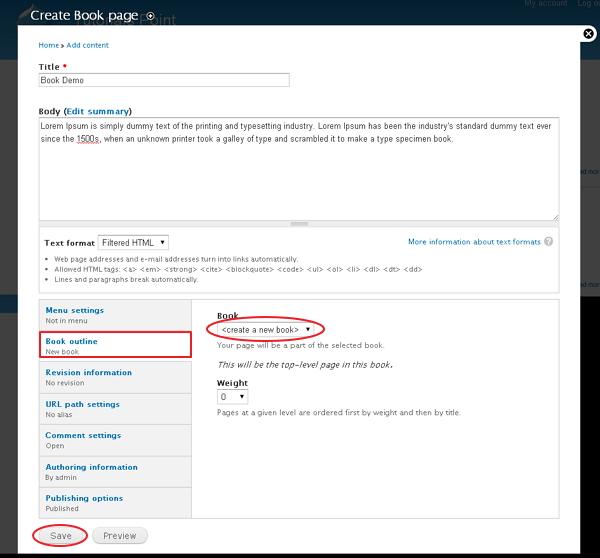 My account Log ou
Create Book page
Point
Home » Add content
Title *
Book Demo
Body (Edit summary)
Lorem Ipsum is simply dummy text of the printing and typesetting industry. Lorem Ipsum has been the industry's standard dummy text ever
since the 1500s, when an unknown printer took a galley of type and scrambled it to make a type specimen book.
Text format Filtered HTML
More information about text formats
Web page addresses and e-mail addresses turn into links automatically.
Allowed HTML tags: <a> <em> <strong> <cite> <blockquote> <code> <ul> <ol> <li> <dl> <dt> <dd>
Lines and paragraphs break automatically.
Menu settings
Not in menu
Book outline
New book
Revision information
No revision
URL path settings
No alias
Comment settings
Open
Authoring information
By admin
Publishing options
Published
Book
<create a new book>
Your page will be a part of the selected book.
This will be the top-level page in this book.
Weight
0
Pages at a given level are ordered first by weight and then by title.
Save
Preview